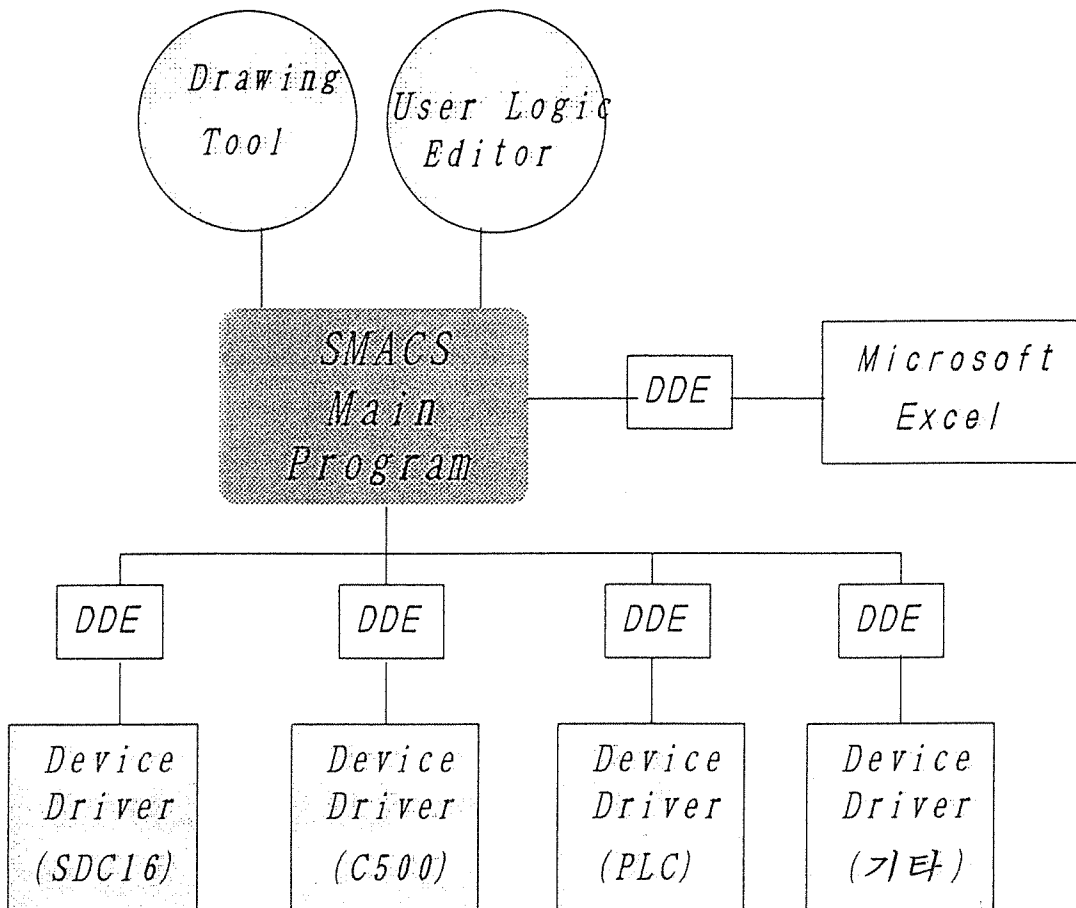 Drawing
Tool
User Logic
Editor
SMACS
Main
Program
DDE
Microsoft
Excel
DDE
DDE
DDE
DDE
Device
Driver
(SDC16)
Device
Driver
(C500)
Device
Driver
(PLC)
Device
Driver
(기타)